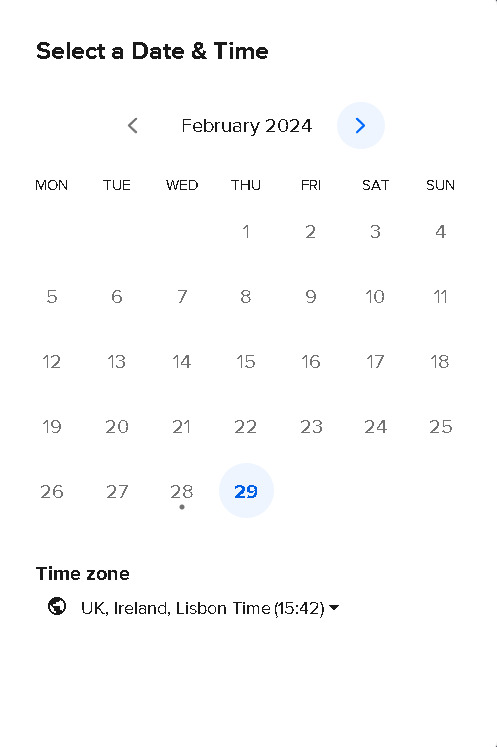 Select a Date & Time
February 2024
MON TUE WED THU FRI SAT SUN
1 2 3 4
5 6 7 8 9 10 11
12 13 14 15 16 17 18
19 20 21 22 23 24 25
26 27 28 29
Time zone
UK, Ireland, Lisbon Time (15:42)